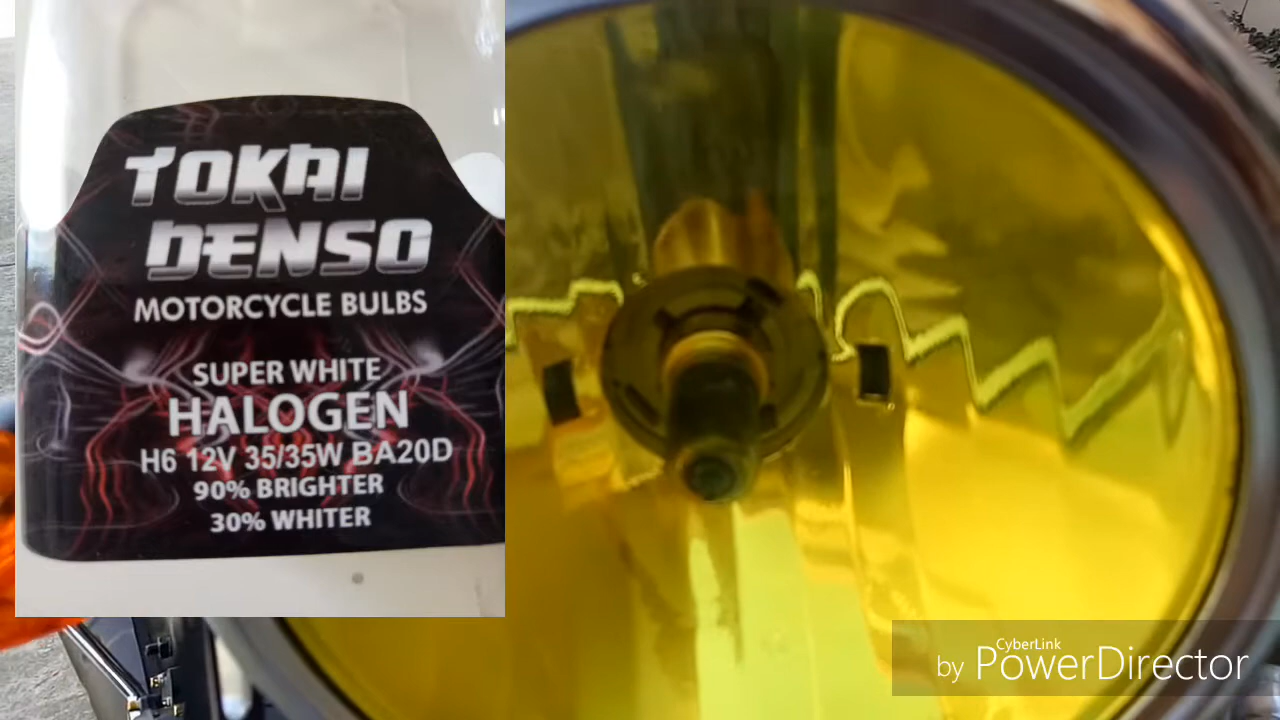 TOKAI
DENSO
MOTORCYCLE BULBS
SUPER WHITE
HALOGEN
H6 12V 35/35W BA20D
90% BRIGHTER
30% WHITER
CyberLink
by PowerDirector